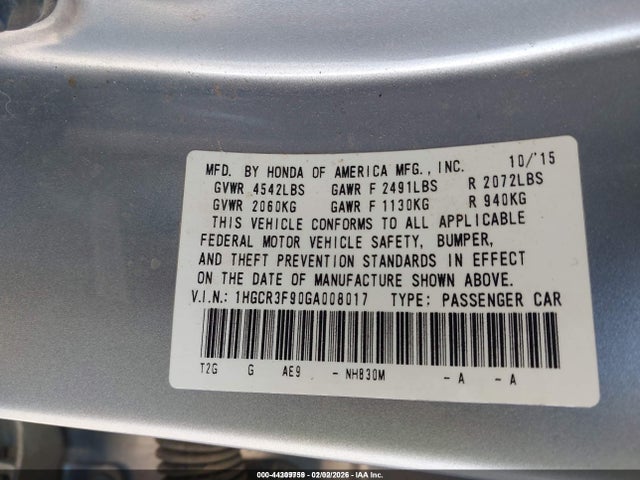 MFD. BY HONDA OF AMERICA MFG., INC. 10/'15
GVWR 4542LBS GAWR F 2491LBS R 2072LBS
GVWR 2060KG GAWR F 1130KG R 940KG
THIS VEHICLE CONFORMS TO ALL APPLICABLE
FEDERAL MOTOR VEHICLE SAFETY, BUMPER,
AND THEFT PREVENTION STANDARDS IN EFFECT
ON THE DATE OF MANUFACTURE SHOWN ABOVE.
V.I.N.: 1HGCR3F90GA008017 TYPE: PASSENGER CAR
T2G G AE9 - NH830M - A - A
000-44309759 - 02/02/2026 - IAA Inc.